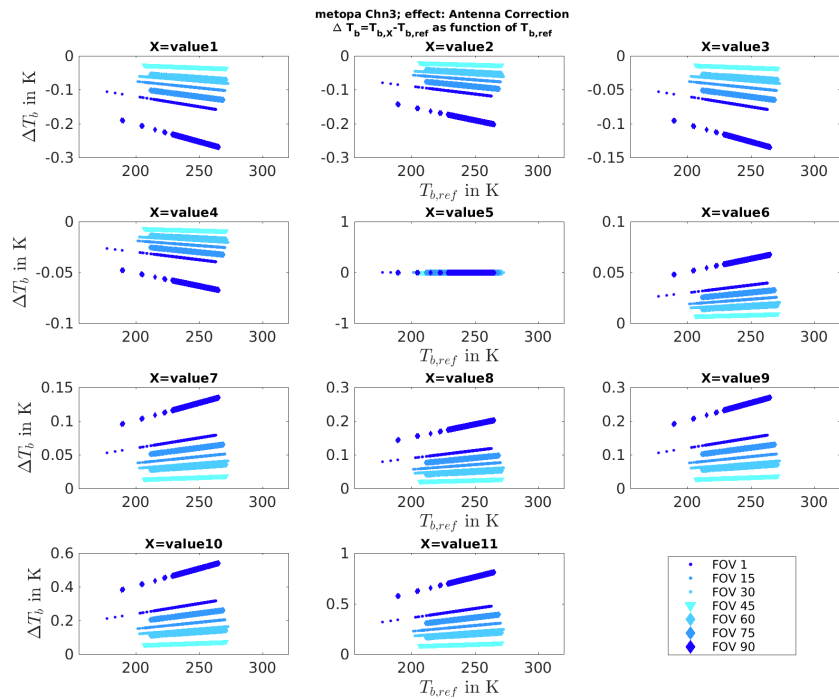 metopa Chn3; effect: Antenna Correction
Δ T_b=T_b,X-T_b,ref as function of T_b,ref
X=value1
0
-0.1
-0.2
-0.3
200 250 300
ΔT_b in K
X=value2
0
-0.1
-0.2
-0.3
200 250 300
T_b,ref in K
X=value3
0
-0.05
-0.1
-0.15
200 250 300
X=value4
0
-0.05
-0.1
200 250 300
ΔT_b in K
X=value5
1
0
-1
200 250 300
T_b,ref in K
X=value6
0.1
0.05
0
200 250 300
X=value7
0.15
0.1
0.05
0
200 250 300
ΔT_b in K
X=value8
0.3
0.2
0.1
0
200 250 300
T_b,ref in K
X=value9
0.3
0.2
0.1
0
200 250 300
X=value10
0.6
0.4
0.2
0
200 250 300
ΔT_b in K
X=value11
1
0.5
0
200 250 300
T_b,ref in K
FOV 1
FOV 15
FOV 30
FOV 45
FOV 60
FOV 75
FOV 90